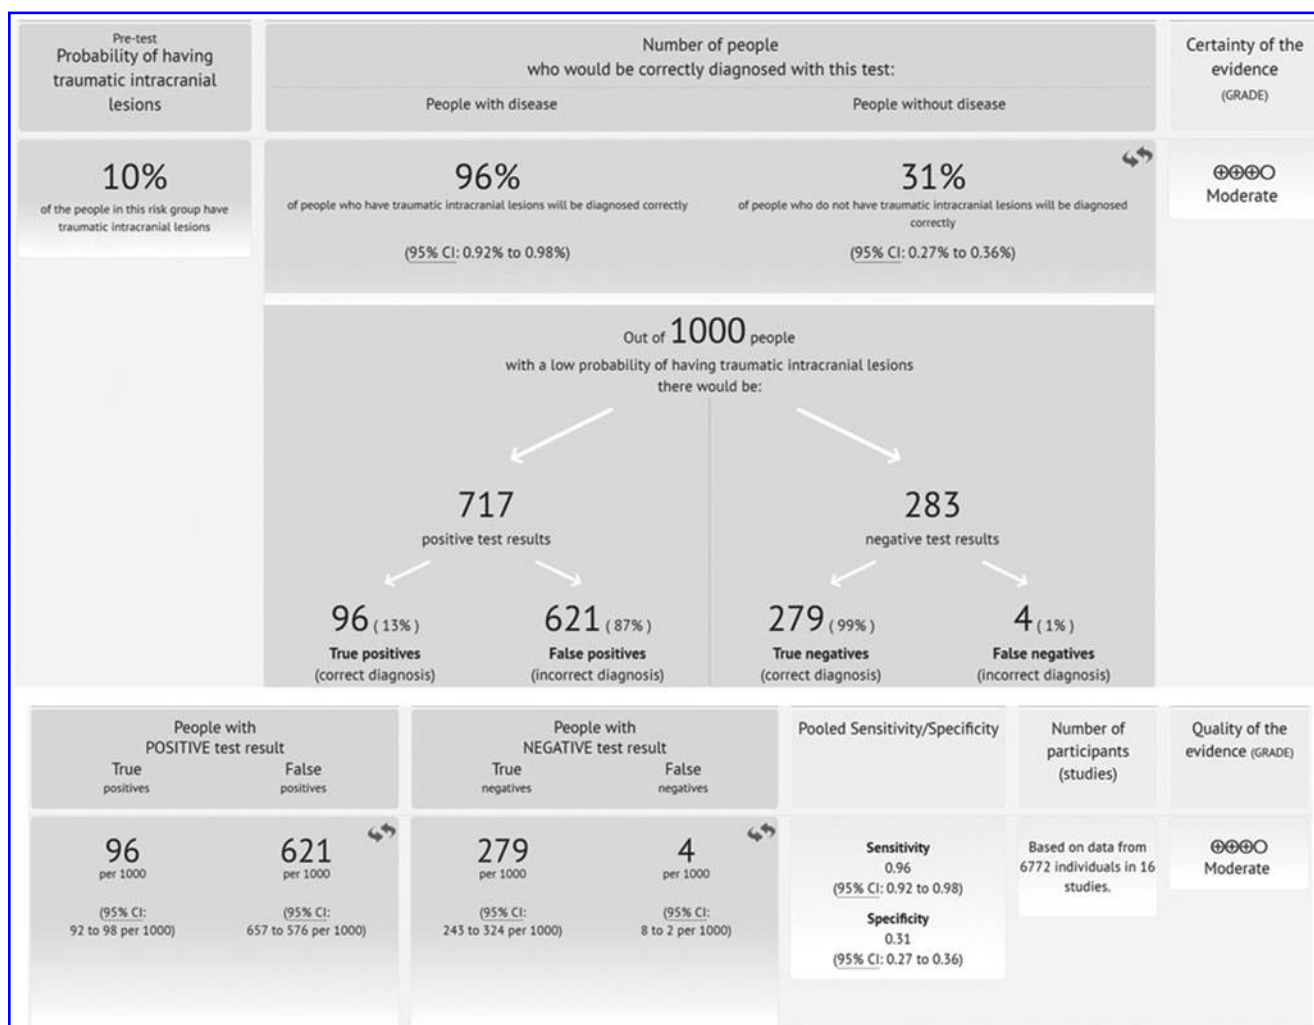 Pre-test
Probability of having
traumatic intracranial
lesions
Number of people
who would be correctly diagnosed with this test:
People with disease
People without disease
Certainty of the
evidence
(GRADE)
10%
of the people in this risk group have
traumatic intracranial lesions
96%
of people who have traumatic intracranial lesions will be diagnosed correctly
(95% CI: 0.92% to 0.98%)
31%
of people who do not have traumatic intracranial lesions will be diagnosed
correctly
(95% CI: 0.27% to 0.36%)
⊕⊕⊕○
Moderate
Out of 1000 people
with a low probability of having traumatic intracranial lesions
there would be:
717
positive test results
283
negative test results
96 (13%)
True positives
(correct diagnosis)
621 (87%)
False positives
(incorrect diagnosis)
279 (99%)
True negatives
(correct diagnosis)
4 (1%)
False negatives
(incorrect diagnosis)
People with
POSITIVE test result
True
positives
False
positives
People with
NEGATIVE test result
True
negatives
False
negatives
Pooled Sensitivity/Specificity
Number of
participants
(studies)
Quality of the
evidence (GRADE)
96
per 1000
(95% CI:
92 to 98 per 1000)
621
per 1000
(95% CI:
657 to 576 per 1000)
279
per 1000
(95% CI:
243 to 324 per 1000)
4
per 1000
(95% CI:
8 to 2 per 1000)
Sensitivity
0.96
(95% CI: 0.92 to 0.98)
Specificity
0.31
(95% CI: 0.27 to 0.36)
Based on data from
6772 individuals in 16
studies.
⊕⊕⊕○
Moderate